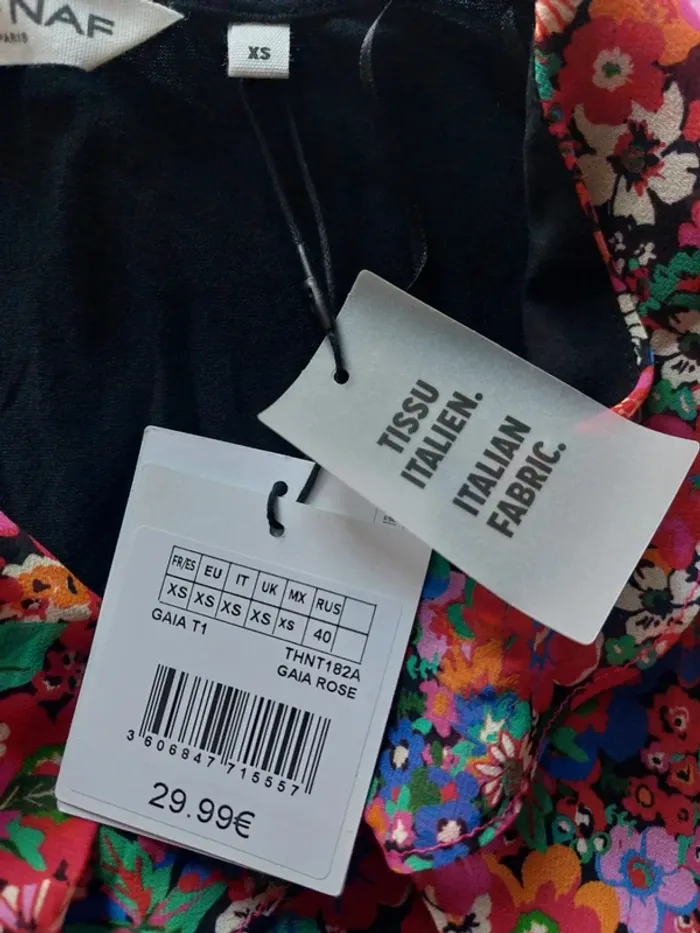 NAF
PARIS
XS
TISSU
ITALIEN.
ITALIAN
FABRIC.
FR/ES EU IT UK MX RUS
XS XS XS XS XS 40
GAIA T1
THNT182A
GAIA ROSE
3 606847 715557
29.99€